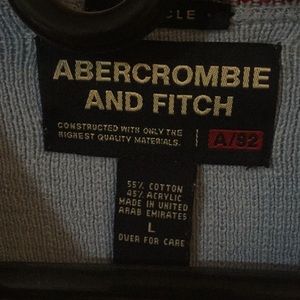 CLE
ABERCROMBIE
AND FITCH
CONSTRUCTED WITH ONLY THE
HIGHEST QUALITY MATERIALS.
A/92
55% COTTON
45% ACRYLIC
MADE IN UNITED
ARAB EMIRATES
L
OVER FOR CARE